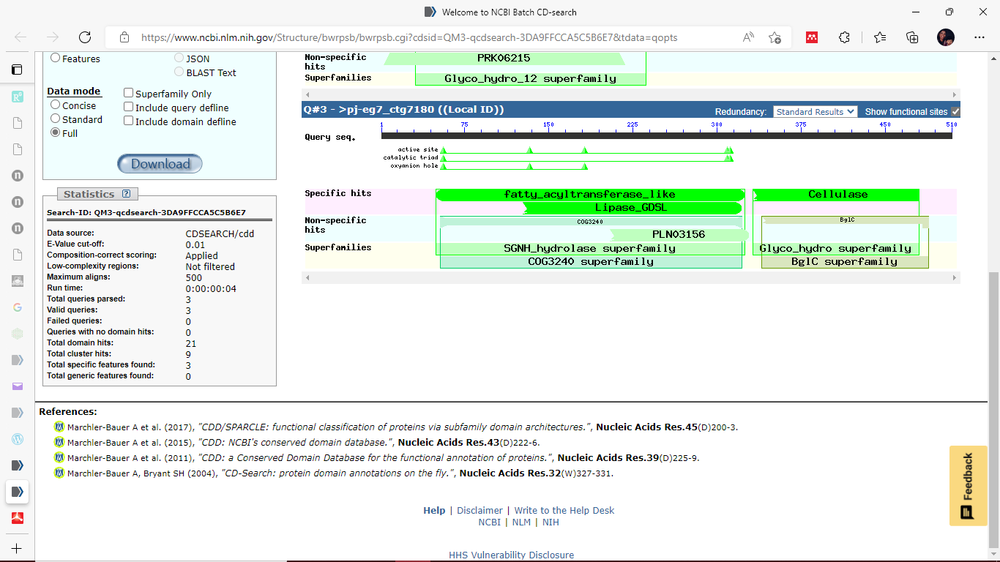 Welcome to NCBI Batch CD-search
https://www.ncbi.nlm.nih.gov/Structure/bwrpsb/bwrpsb.cgi?cdsid=QM3-qcdsearch-3DA9FFCCA5C5B6E7&tdata=qopts
Features
JSON
BLAST Text
Data mode
Concise
Standard
Full
Superfamily Only
Include query defline
Include domain defline
Download
Statistics ?
Search-ID: QM3-qcdsearch-3DA9FFCCA5C5B6E7
Data source: CDSEARCH/cdd
E-Value cut-off: 0.01
Composition-correct scoring: Applied
Low-complexity regions: Not filtered
Maximum aligns: 500
Run time: 0:00:00:04
Total queries parsed: 3
Valid queries: 3
Failed queries: 0
Queries with no domain hits: 0
Total domain hits: 21
Total cluster hits: 9
Total specific features found: 3
Total generic features found: 0
Non-specific hits
PRK06215
Superfamilies
Glyco_hydro_12 superfamily
Q#3 - >pj-eg7_ctg7180 ((Local ID))
Redundancy: Standard Results Show functional sites
1 75 150 225 300 375 450 510
Query seq.
active site
catalytic triad
oxyanion hole
Specific hits
fatty_acyltransferase_like
Cellulase
Lipase_GDSL
Non-specific hits
COG3240
BglC
PLN03156
Superfamilies
SGNH_hydrolase superfamily
Glyco_hydro superfamily
COG3240 superfamily
BglC superfamily
References:
Marchler-Bauer A et al. (2017), "CDD/SPARCLE: functional classification of proteins via subfamily domain architectures.", Nucleic Acids Res.45(D)200-3.
Marchler-Bauer A et al. (2015), "CDD: NCBI's conserved domain database.", Nucleic Acids Res.43(D)222-6.
Marchler-Bauer A et al. (2011), "CDD: a Conserved Domain Database for the functional annotation of proteins.", Nucleic Acids Res.39(D)225-9.
Marchler-Bauer A, Bryant SH (2004), "CD-Search: protein domain annotations on the fly.", Nucleic Acids Res.32(W)327-331.
Feedback
Help | Disclaimer | Write to the Help Desk
NCBI | NLM | NIH
HHS Vulnerability Disclosure